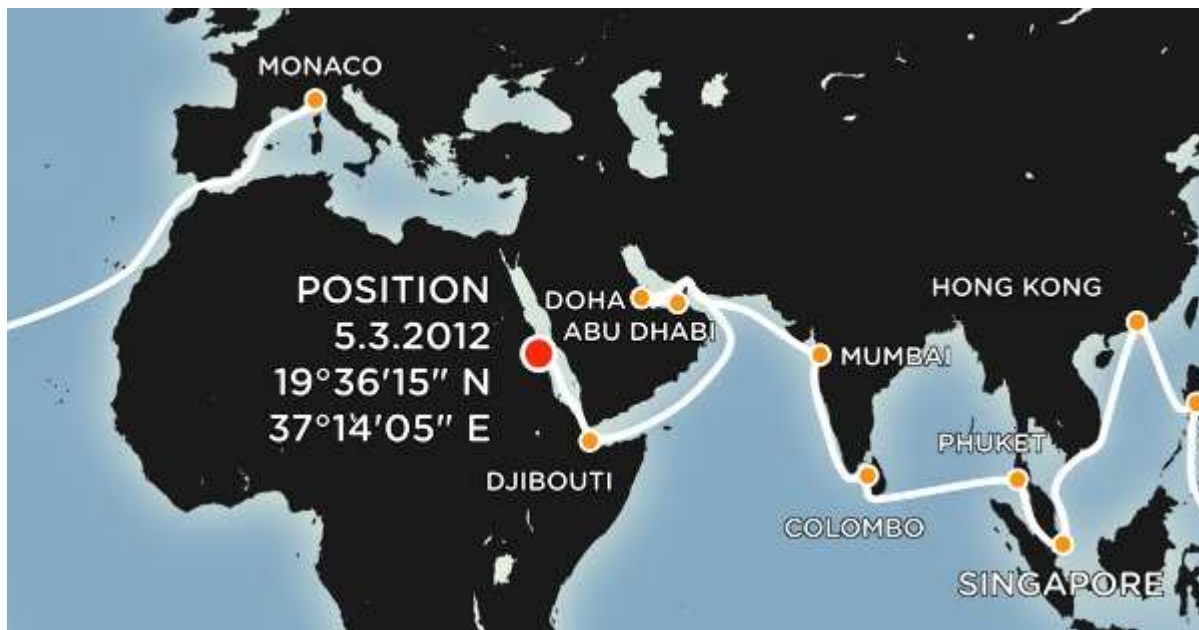 MONACO
POSITION
5.3.2012
19°36'15" N
37°14'05" E
DOHA
ABU DHABI
DJIBOUTI
MUMBAI
COLOMBO
PHUKET
HONG KONG
SINGAPORE